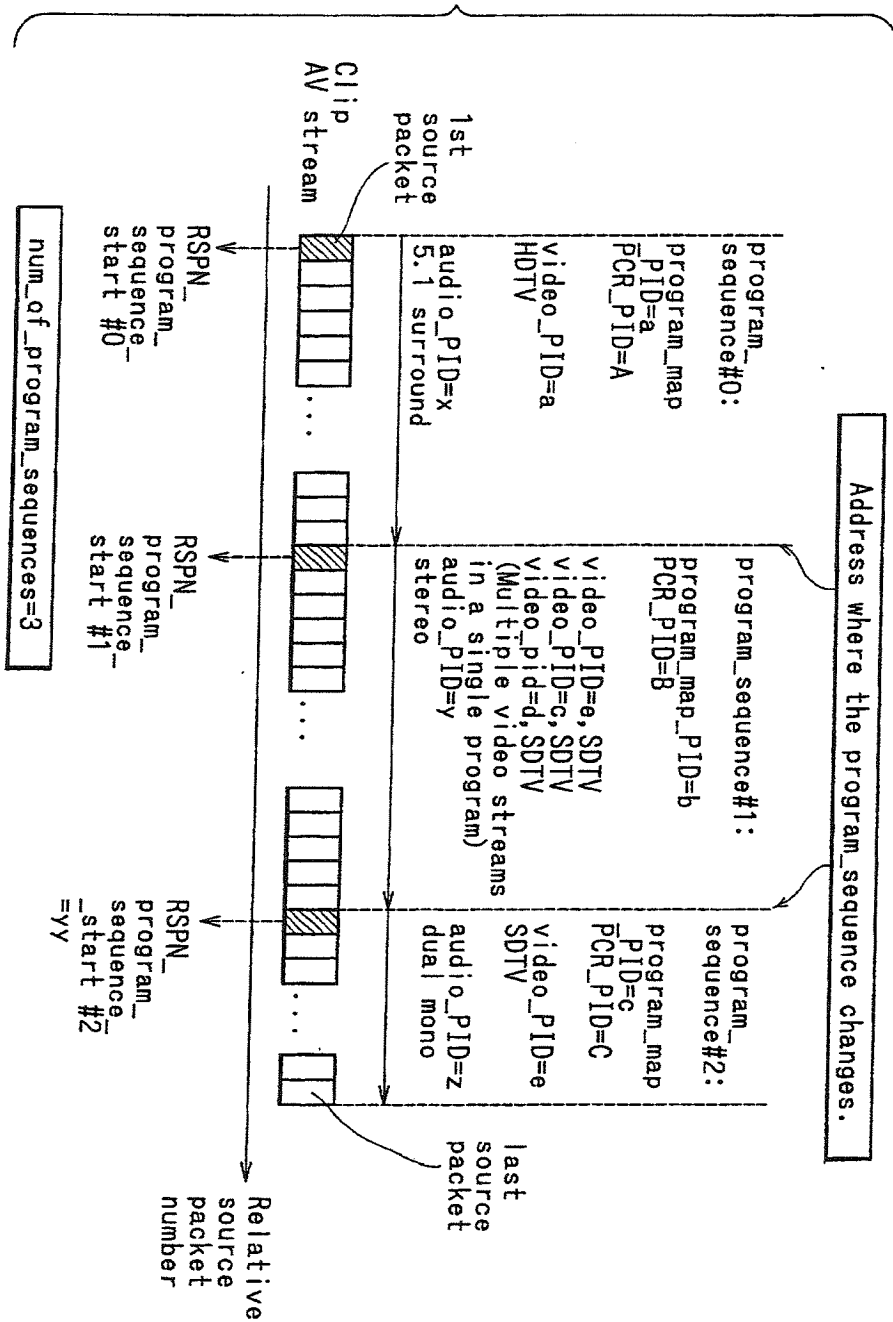 Address where the program_sequence changes.
program_
sequence#0:
program_map
_PID=a
PCR_PID=A
video_PID=a
HDTV
audio_PID=x
5.1 surround
program_sequence#1:
program_map_PID=b
PCR_PID=B
video_PID=e,SDTV
video_PID=c,SDTV
video_pid=d,SDTV
(Multiple video streams
in a single program)
audio_PID=y
stereo
program_
sequence#2:
program_map
_PID=c
PCR_PID=C
video_PID=e
SDTV
audio_PID=z
dual mono
1st
source
packet
last
source
packet
Clip
AV stream
...
...
...
Relative
source
packet
number
RSPN_
program_
sequence_
start #0
RSPN_
program_
sequence_
start #1
RSPN_
program_
sequence_
_start #2
=yy
num_of_program_sequences=3